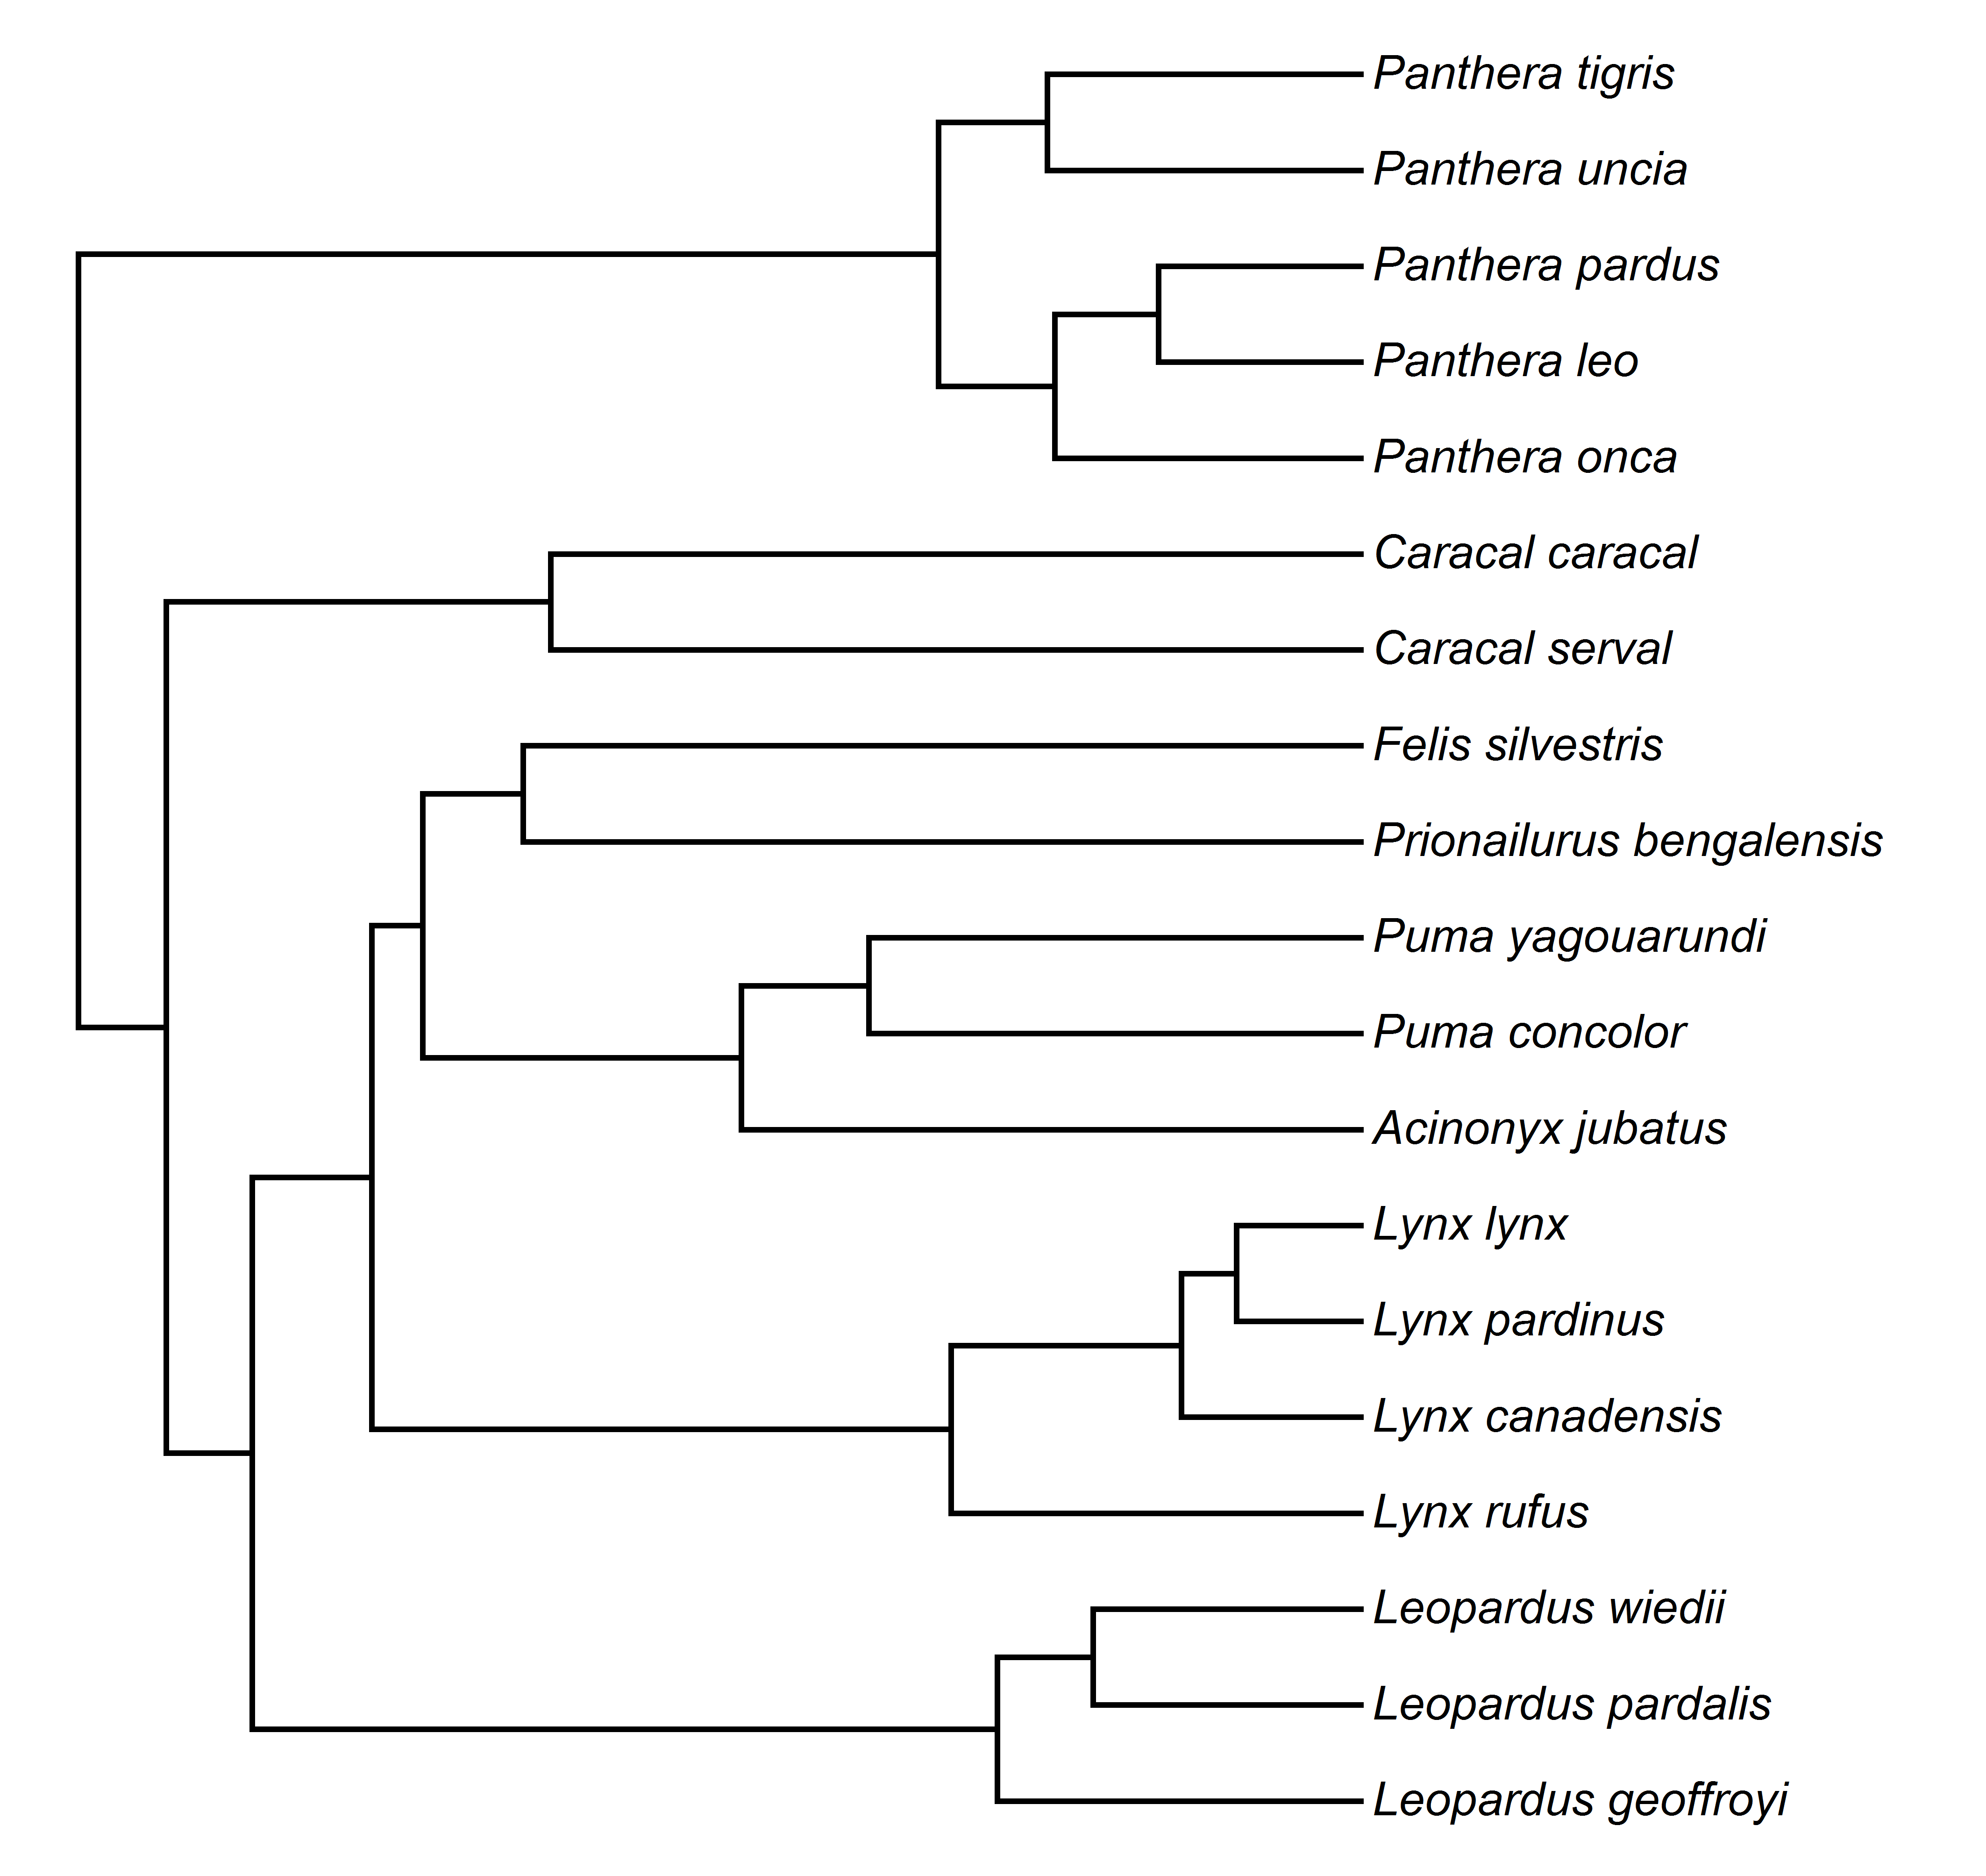 Panthera tigris
Panthera uncia
Panthera pardus
Panthera leo
Panthera onca
Caracal caracal
Caracal serval
Felis silvestris
Prionailurus bengalensis
Puma yagouarundi
Puma concolor
Acinonyx jubatus
Lynx lynx
Lynx pardinus
Lynx canadensis
Lynx rufus
Leopardus wiedii
Leopardus pardalis
Leopardus geoffroyi